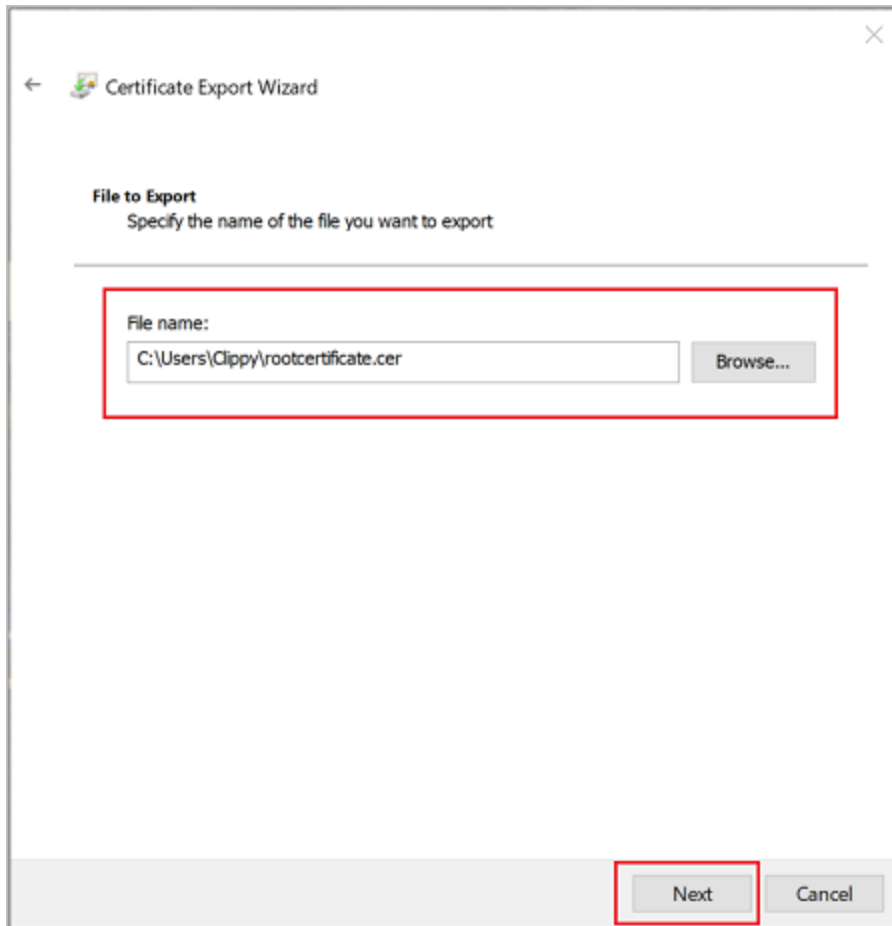 Certificate Export Wizard
File to Export
Specify the name of the file you want to export
File name:
C:\Users\Clippy\rootcertificate.cer
Browse...
Next
Cancel